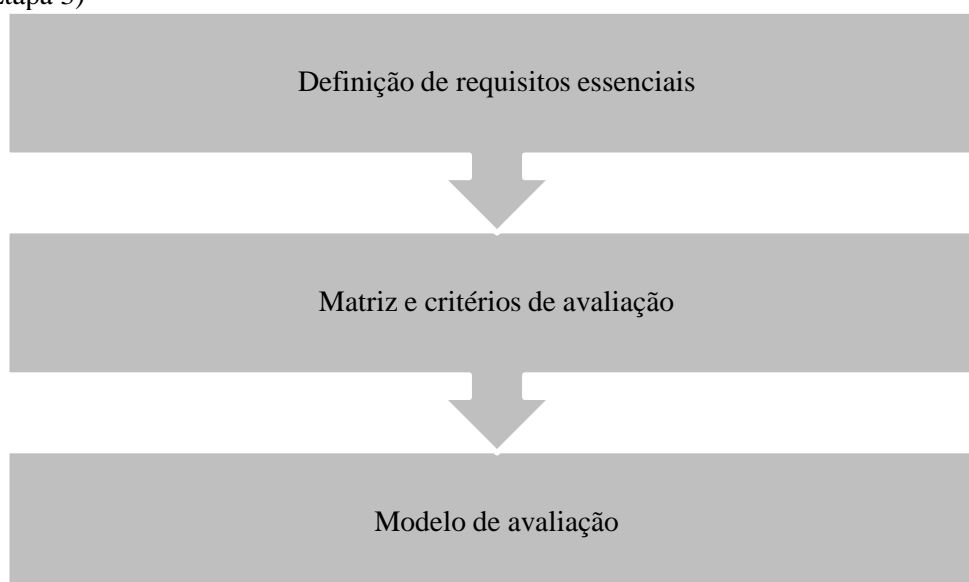 Definição de requisitos essenciais
Matriz e critérios de avaliação
Modelo de avaliação